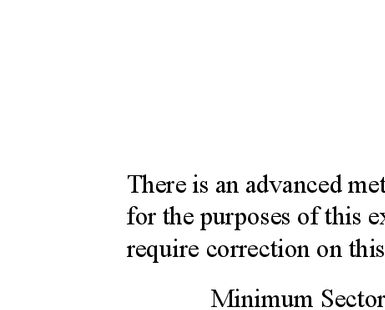 There is an advanced met
for the purposes of this ex
require correction on this
Minimum Sector